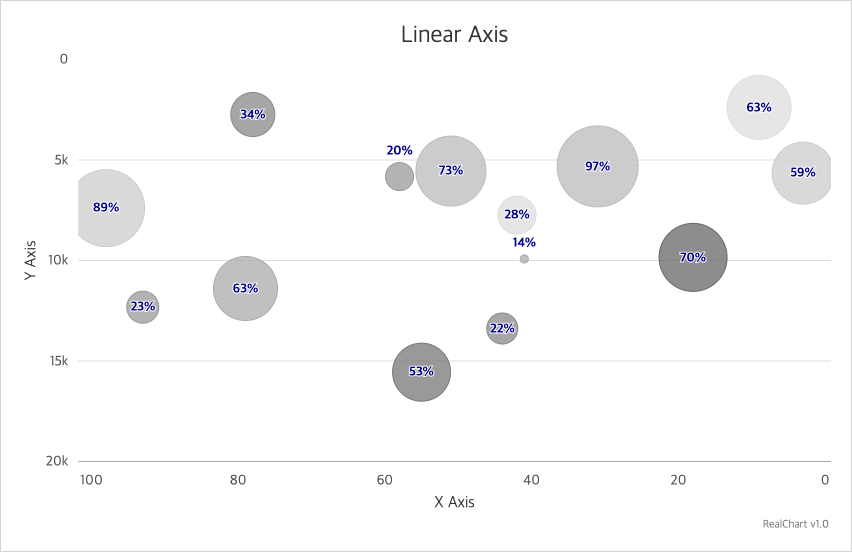 Linear Axis
0
34%
63%
20%
5k
73%
97%
59%
89%
28%
14%
Y Axis
10k
70%
63%
23%
22%
15k
53%
20k
100 80 60 40 20 0
X Axis
RealChart v1.0